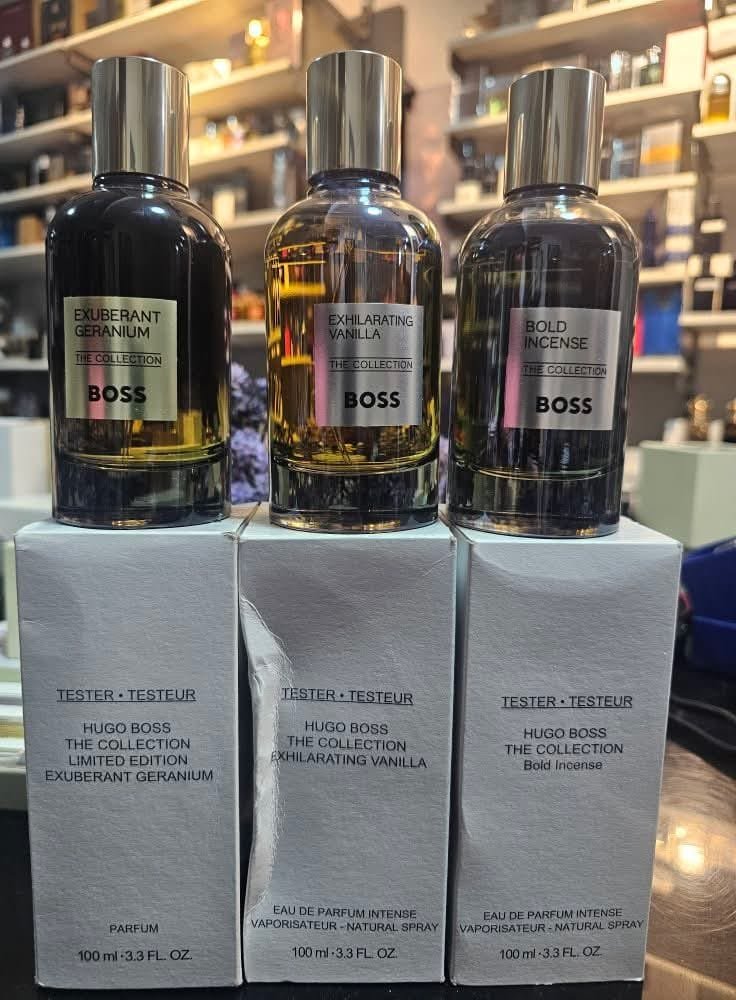 EXUBERANT
GERANIUM
THE COLLECTION
BOSS
EXHILARATING
VANILLA
THE COLLECTION
BOSS
BOLD
INCENSE
THE COLLECTION
BOSS
TESTER • TESTEUR
HUGO BOSS
THE COLLECTION
LIMITED EDITION
EXUBERANT GERANIUM
PARFUM
100 ml · 3.3 FL. OZ.
TESTER • TESTEUR
HUGO BOSS
THE COLLECTION
EXHILARATING VANILLA
EAU DE PARFUM INTENSE
VAPORISATEUR - NATURAL SPRAY
100 ml · 3.3 FL. OZ.
TESTER • TESTEUR
HUGO BOSS
THE COLLECTION
Bold Incense
EAU DE PARFUM INTENSE
VAPORISATEUR - NATURAL SPRAY
100 ml · 3.3 FL. OZ.